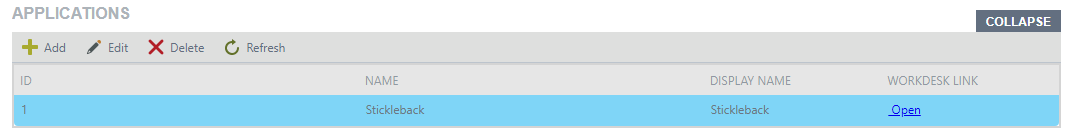 APPLICATIONS
COLLAPSE
Add Edit Delete Refresh
ID NAME DISPLAY NAME WORKDESK LINK
1 Stickleback Stickleback Open